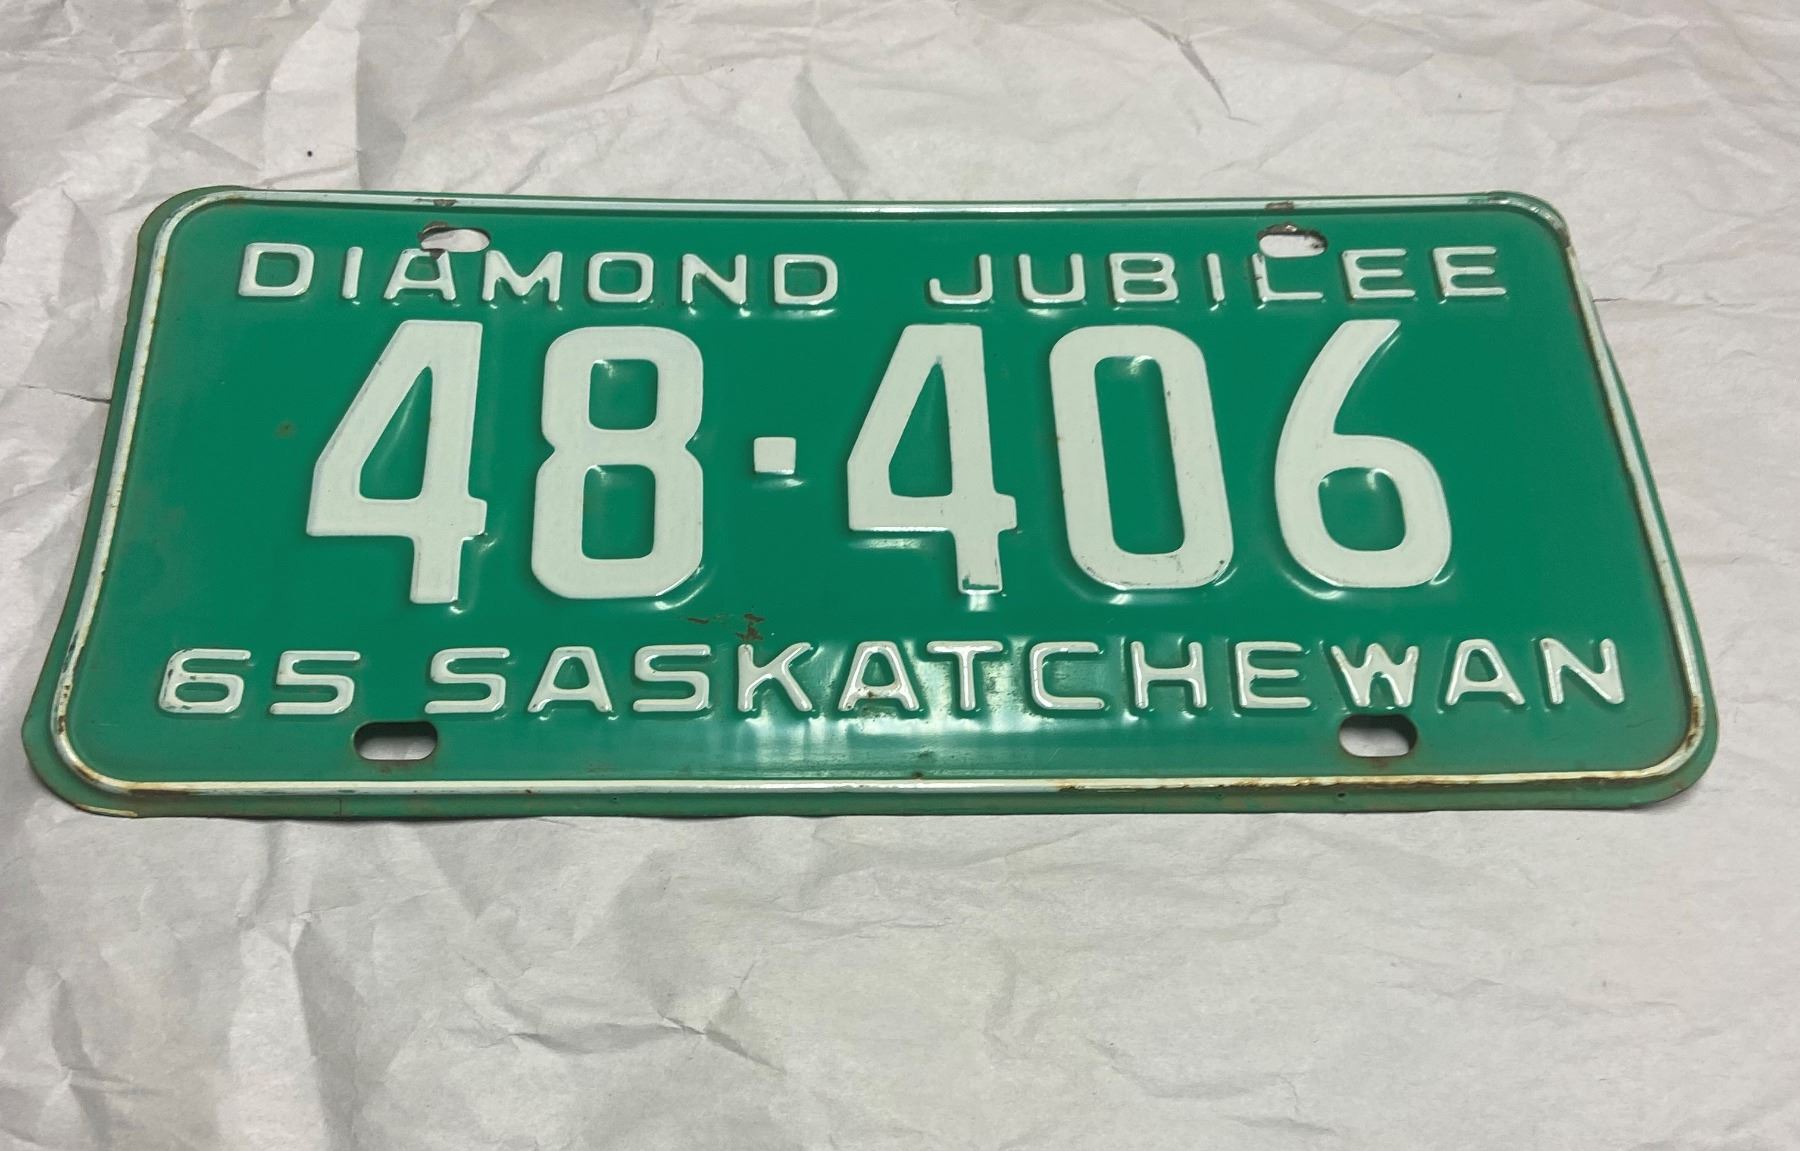 DIAMOND JUBILEE
48·406
65 SASKATCHEWAN